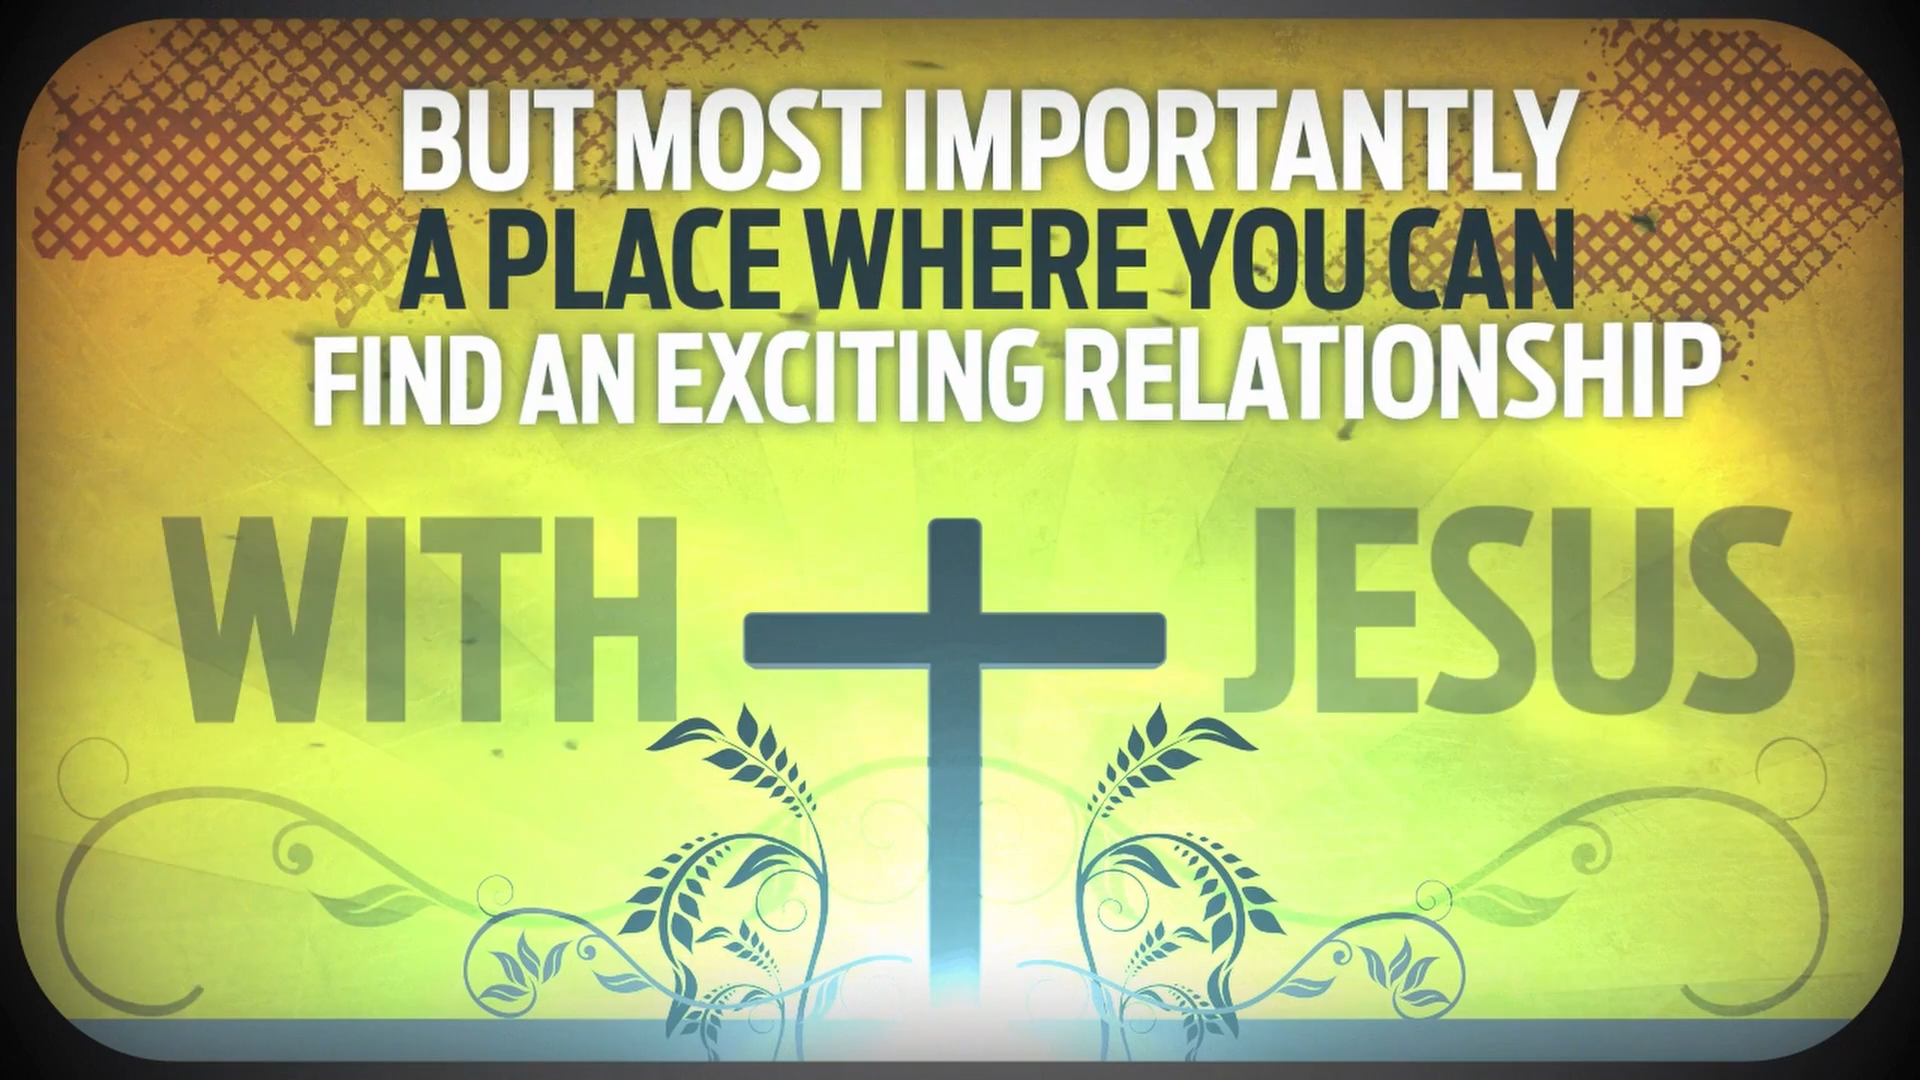 BUT MOST IMPORTANTLY
A PLACE WHERE YOU CAN
FIND AN EXCITING RELATIONSHIP
WITH JESUS